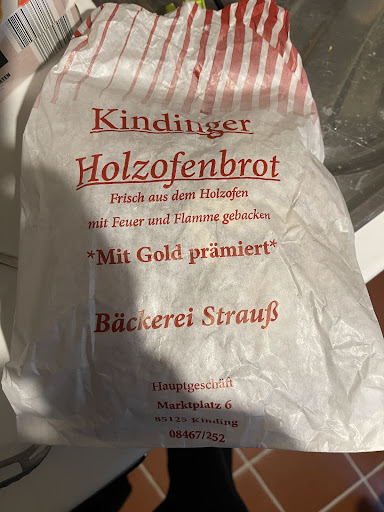 Kindinger
Holzofenbrot
Frisch aus dem Holzofen
mit Feuer und Flamme gebacken
*Mit Gold prämiert*
Bäckerei Strauß
Hauptgeschäft
Marktplatz 6
85125 Kinding
08467/252